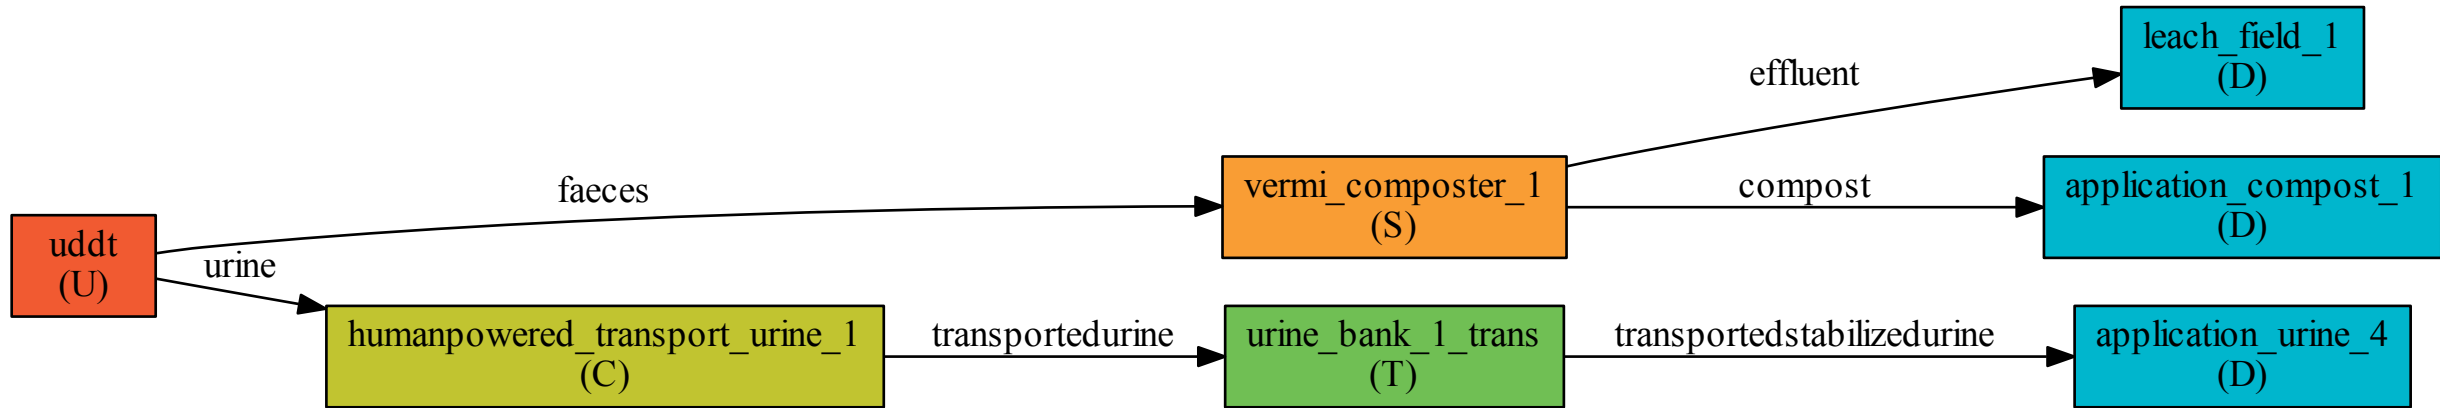 leach_field_1
(D)
effluent
faeces
vermi_composter_1
(S)
compost
application_compost_1
(D)
uddt
(U)
urine
humanpowered_transport_urine_1
(C)
transportedurine
urine_bank_1_trans
(T)
transportedstabilizedurine
application_urine_4
(D)